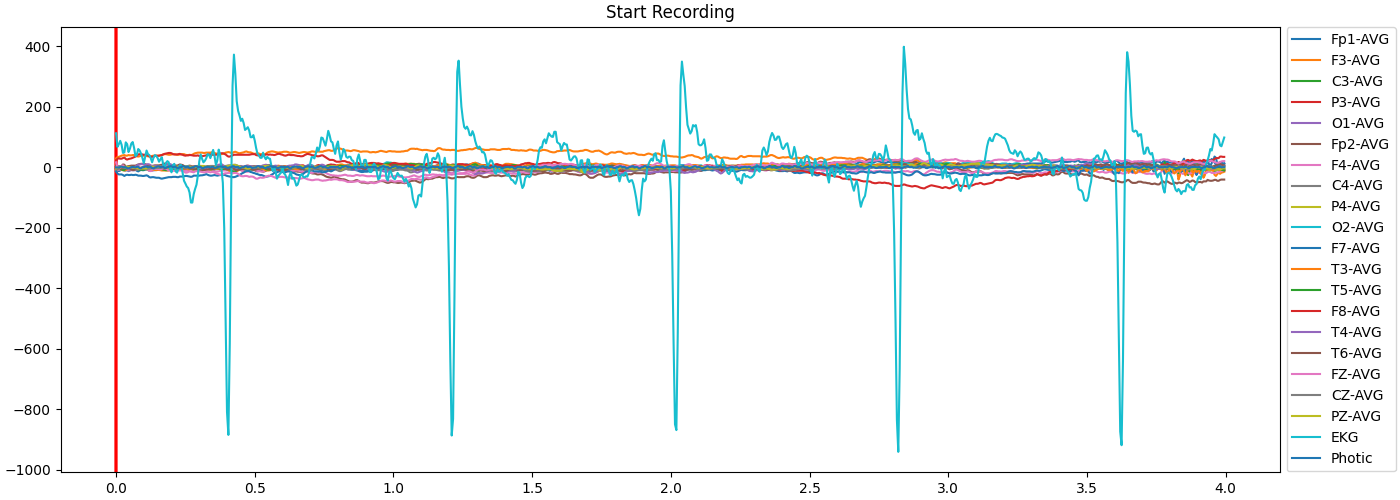 Start Recording
400
200
0
−200
−400
−600
−800
−1000
0.0 0.5 1.0 1.5 2.0 2.5 3.0 3.5 4.0
Fp1-AVG
F3-AVG
C3-AVG
P3-AVG
O1-AVG
Fp2-AVG
F4-AVG
C4-AVG
P4-AVG
O2-AVG
F7-AVG
T3-AVG
T5-AVG
F8-AVG
T4-AVG
T6-AVG
FZ-AVG
CZ-AVG
PZ-AVG
EKG
Photic